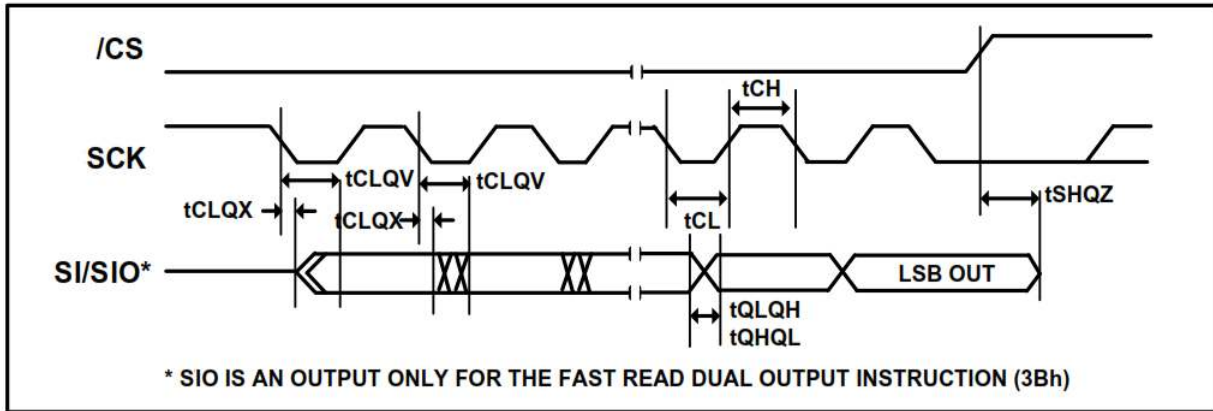 /CS
tCH
SCK
tCLQV
tCLQV
tCLQX
tCLQX
tCL
tSHQZ
SI/SIO*
LSB OUT
tQLQH
tQHQL
* SIO IS AN OUTPUT ONLY FOR THE FAST READ DUAL OUTPUT INSTRUCTION (3Bh)